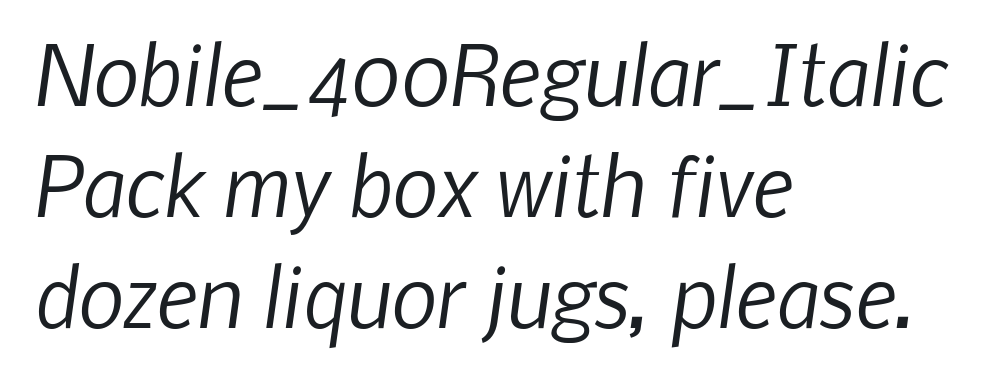 Nobile_400Regular_Italic
Pack my box with five
dozen liquor jugs, please.